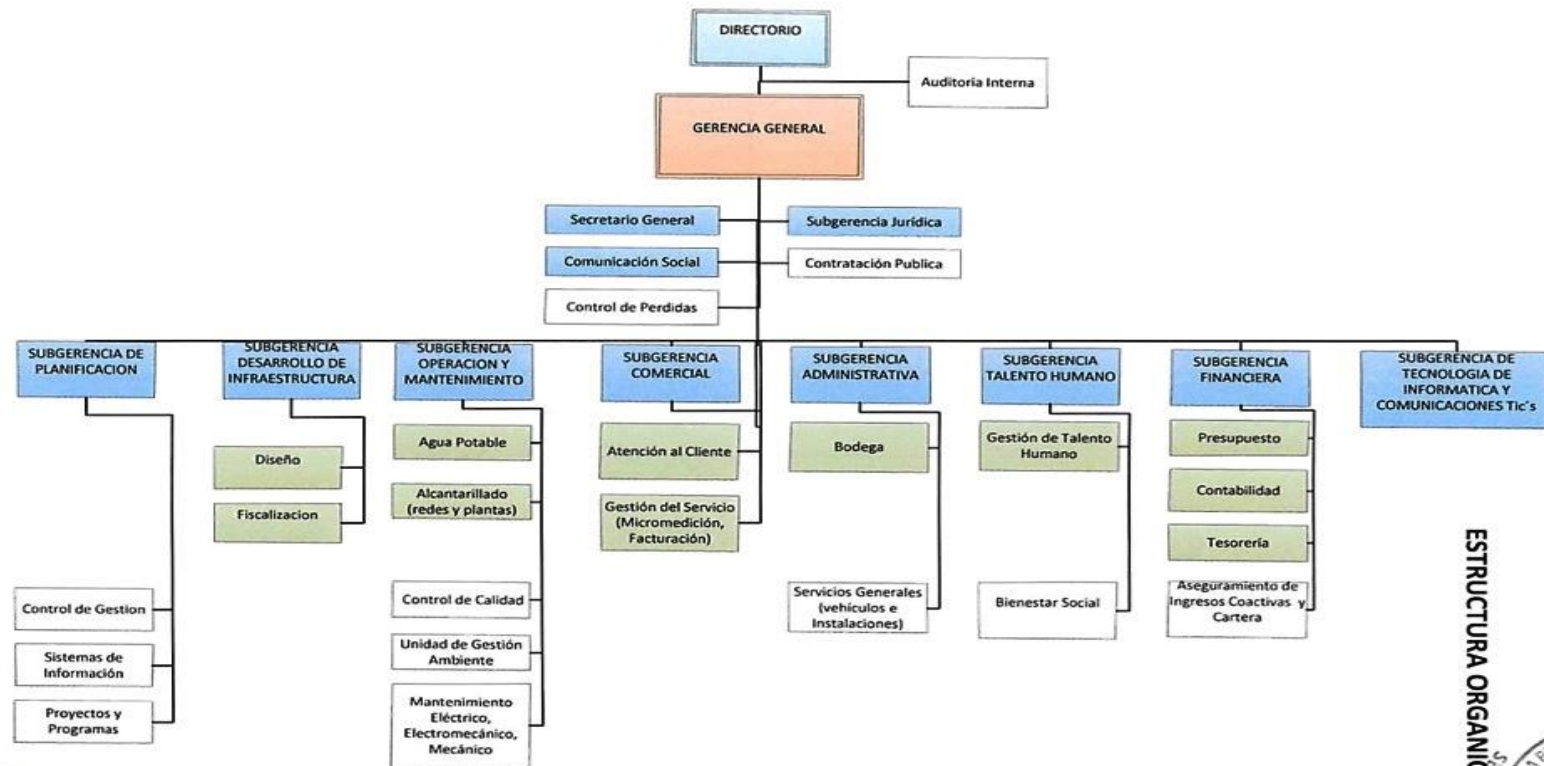 DIRECTORIO
Auditoria Interna
GERENCIA GENERAL
Secretario General
Subgerencia Jurídica
Comunicación Social
Contratación Publica
Control de Perdidas
SUBGERENCIA DE
PLANIFICACION
Control de Gestion
Sistemas de
Información
Proyectos y
Programas
SUBGERENCIA
DESARROLLO DE
INFRAESTRUCTURA
Diseño
Fiscalizacion
SUBGERENCIA
OPERACION Y
MANTENIMIENTO
Agua Potable
Alcantarillado
(redes y plantas)
Control de Calidad
Unidad de Gestión
Ambiente
Mantenimiento
Eléctrico,
Electromecánico,
Mecánico
SUBGERENCIA
COMERCIAL
Atención al Cliente
Gestión del Servicio
(Micromedición,
Facturación)
SUBGERENCIA
ADMINISTRATIVA
Bodega
Servicios Generales
(vehículos e
Instalaciones)
SUBGERENCIA
TALENTO HUMANO
Gestión de Talento
Humano
Bienestar Social
SUBGERENCIA
FINANCIERA
Presupuesto
Contabilidad
Tesorería
Aseguramiento de
Ingresos Coactivas y
Cartera
SUBGERENCIA DE
TECNOLOGIA DE
INFORMATICA Y
COMUNICACIONES Tic´s
ESTRUCTURA